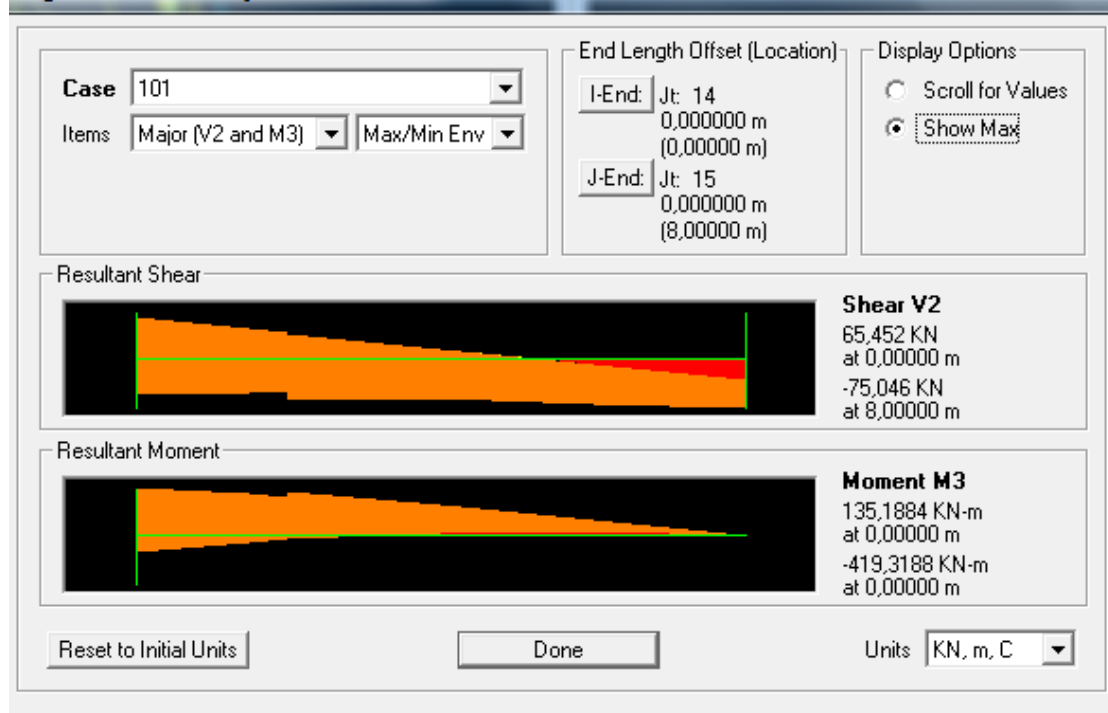 Case 101
Items Major (V2 and M3) Max/Min Env
End Length Offset (Location)
I-End: Jt: 14
0,000000 m
(0,00000 m)
J-End: Jt: 15
0,000000 m
(8,00000 m)
Display Options
Scroll for Values
Show Max
Resultant Shear
Shear V2
65,452 KN
at 0,00000 m
-75,046 KN
at 8,00000 m
Resultant Moment
Moment M3
135,1884 KN-m
at 0,00000 m
-419,3188 KN-m
at 0,00000 m
Reset to Initial Units
Done
Units KN, m, C